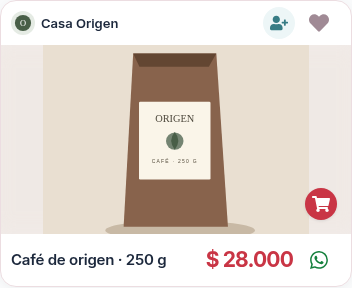 O
Casa Origen
ORIGEN
CAFÉ · 250 G
Café de origen · 250 g
$ 28.000